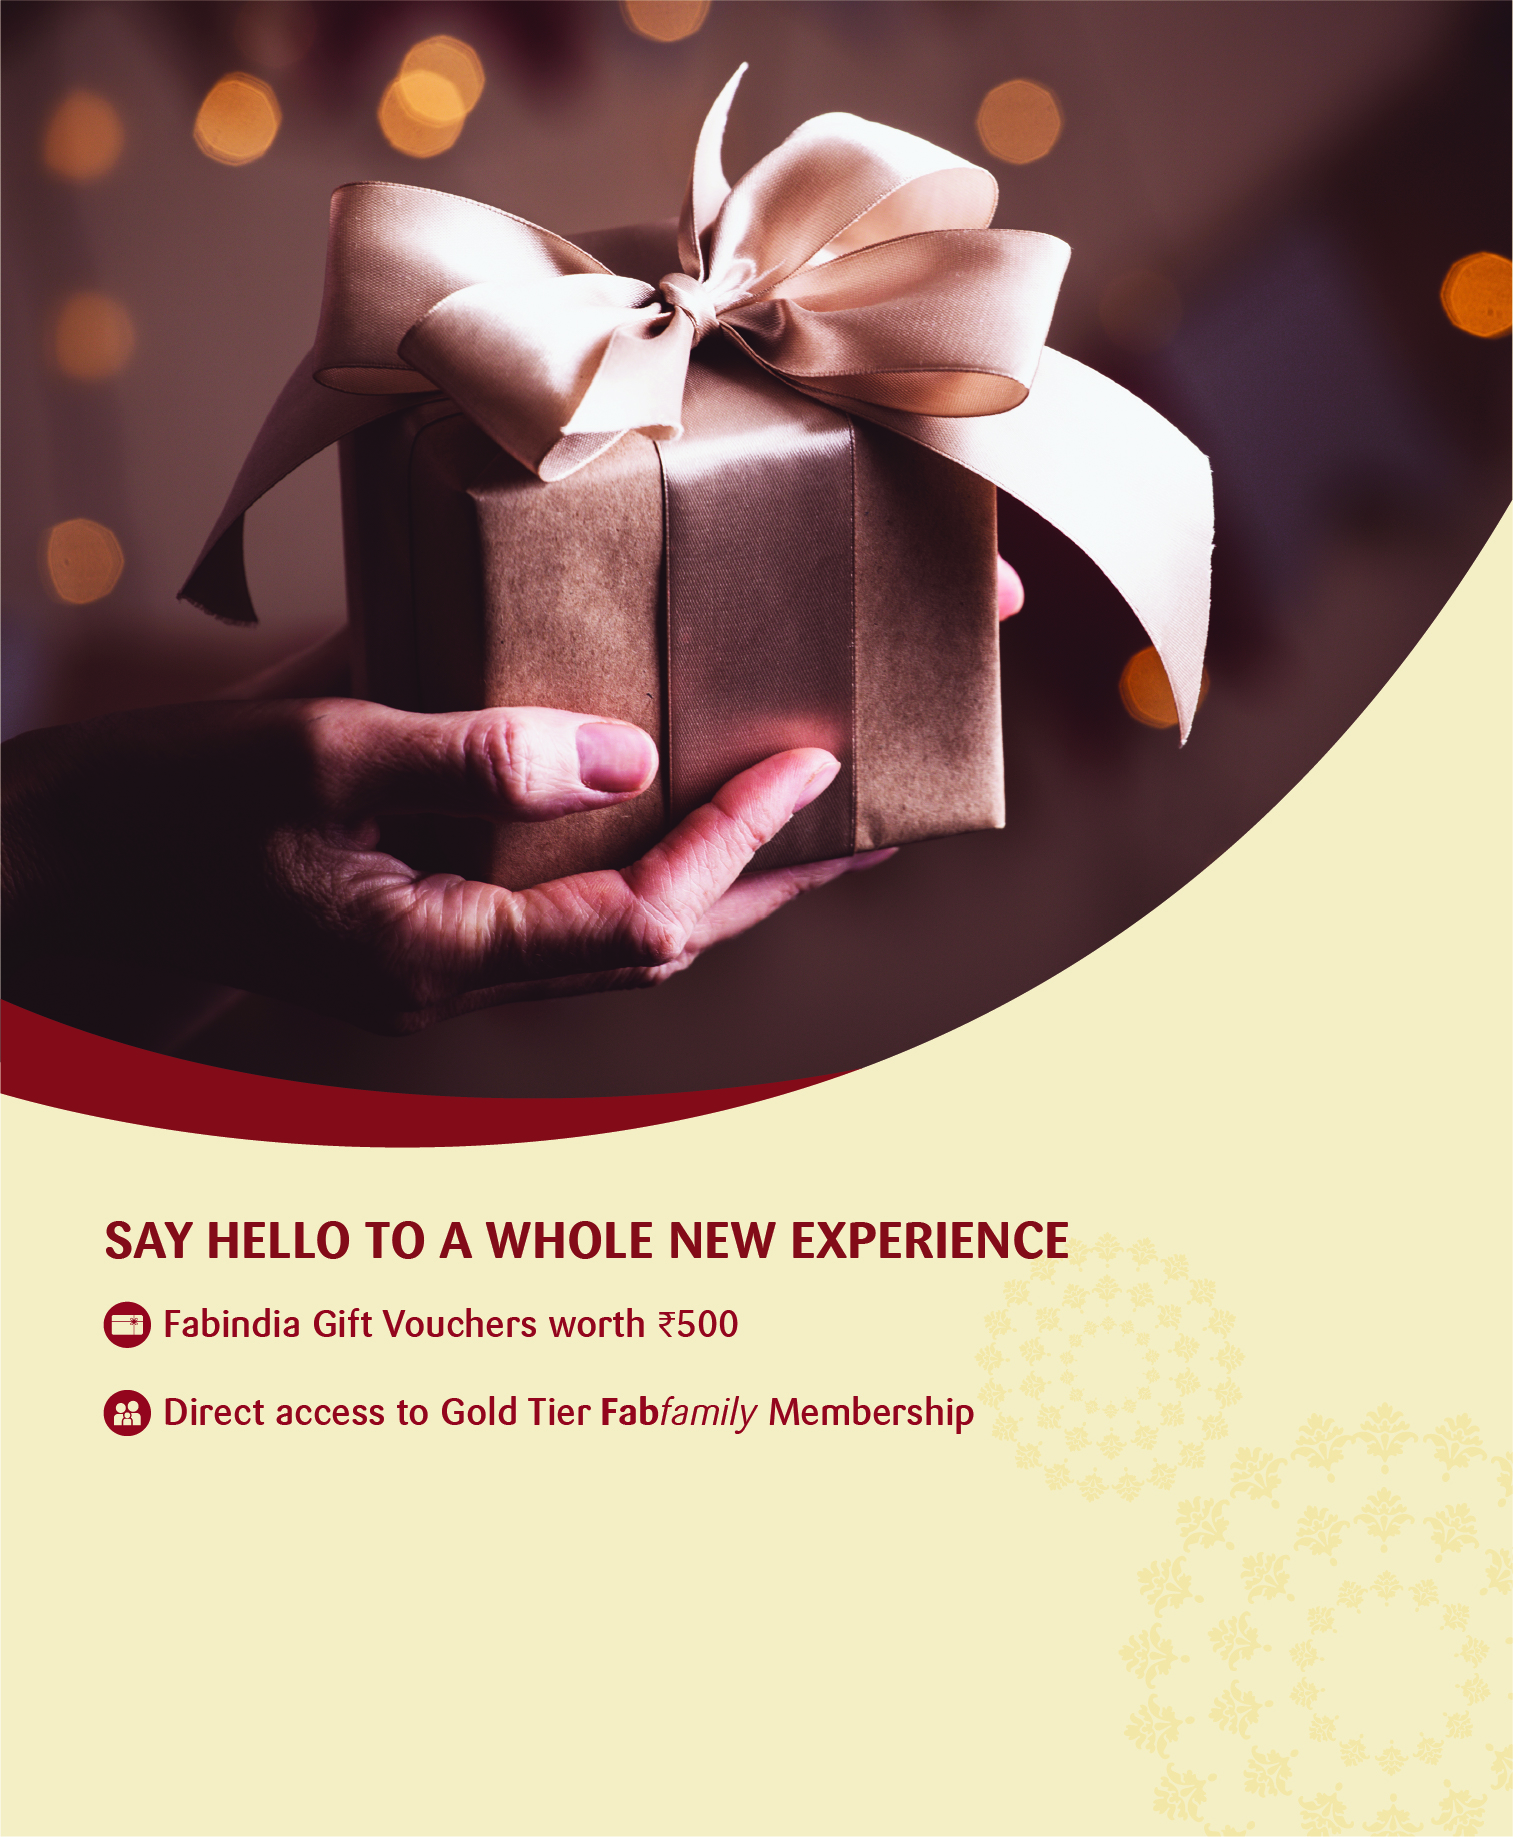 SAY HELLO TO A WHOLE NEW EXPERIENCE
Fabindia Gift Vouchers worth ₹500
Direct access to Gold Tier Fabfamily Membership